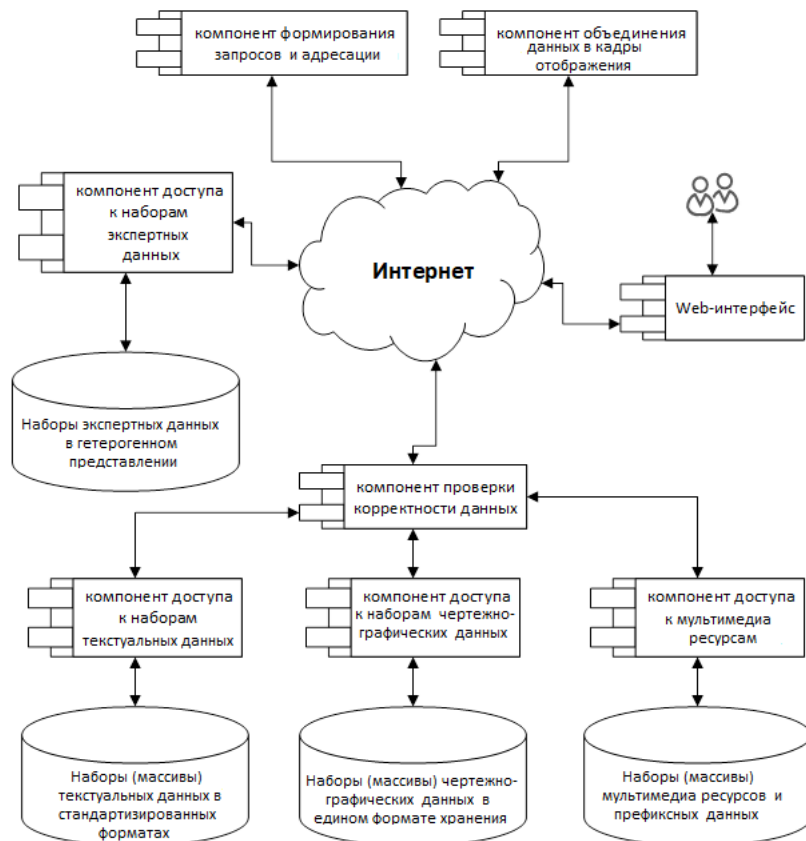 компонент формирования
запросов и адресации
компонент объединения
данных в кадры
отображения
компонент доступа
к наборам
экспертных
данных
Интернет
Web-интерфейс
Наборы экспертных данных
в гетерогенном
представлении
компонент проверки
корректности данных
компонент доступа
к наборам
текстуальных данных
компонент доступа
к наборам чертежно-
графических данных
компонент доступа
к мультимедиа
ресурсам
Наборы (массивы)
текстуальных данных в
стандартизированных
форматах
Наборы (массивы) чертежно-
графических данных в
едином формате хранения
Наборы (массивы)
мультимедиа ресурсов и
префиксных данных